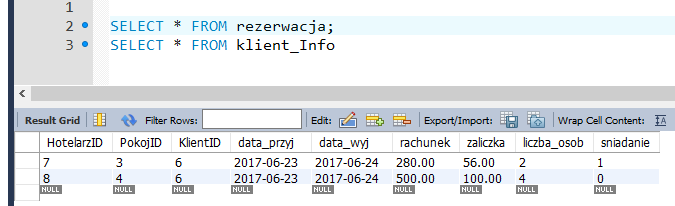 1
2 SELECT * FROM rezerwacja;
3 SELECT * FROM klient_Info
Result Grid Filter Rows: Edit: Export/Import: Wrap Cell Content:
HotelarzID PokojID KlientID data_przyj data_wyj rachunek zaliczka liczba_osob sniadanie
7 3 6 2017-06-23 2017-06-24 280.00 56.00 2 1
8 4 6 2017-06-23 2017-06-24 500.00 100.00 4 0
NULL NULL NULL NULL NULL NULL NULL NULL NULL